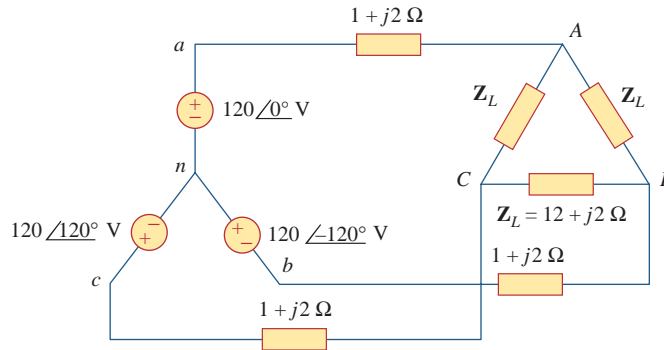 1 + j2 Ω
a
A
+
−
120 /0° V
Z_L
Z_L
n
C
120 /120° V
−
+
+
−
120 /−120° V
Z_L = 12 + j2 Ω
b
1 + j2 Ω
c
1 + j2 Ω